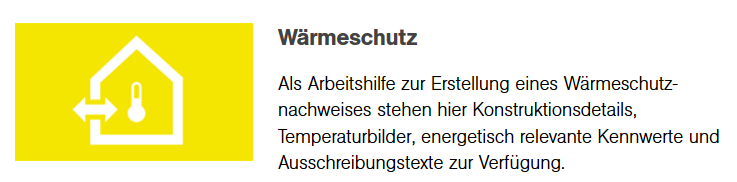 Wärmeschutz
Als Arbeitshilfe zur Erstellung eines Wärmeschutz-
nachweises stehen hier Konstruktionsdetails,
Temperaturbilder, energetisch relevante Kennwerte und
Ausschreibungstexte zur Verfügung.